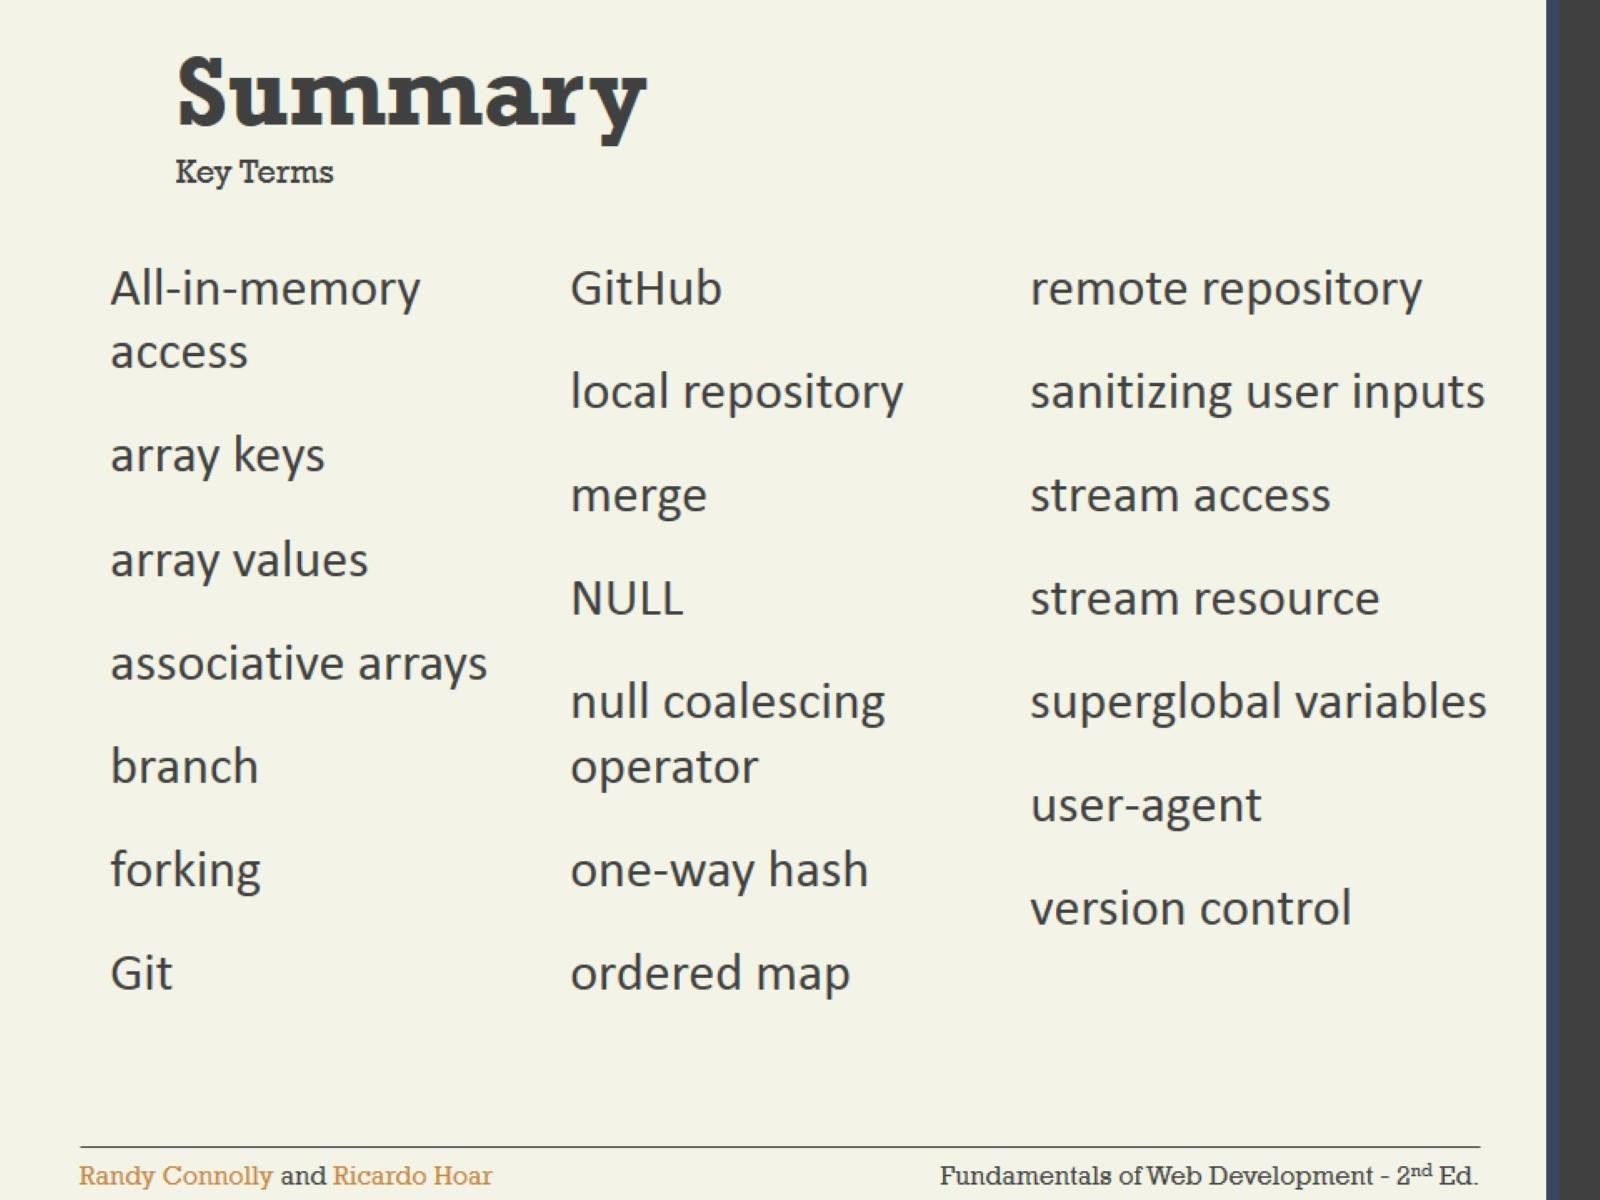 Summary
Key Terms
All-in-memory
access
array keys
array values
associative arrays
branch
forking
Git
GitHub
local repository
merge
NULL
null coalescing
operator
one-way hash
ordered map
remote repository
sanitizing user inputs
stream access
stream resource
superglobal variables
user-agent
version control
Randy Connolly and Ricardo Hoar
Fundamentals of Web Development - 2nd Ed.